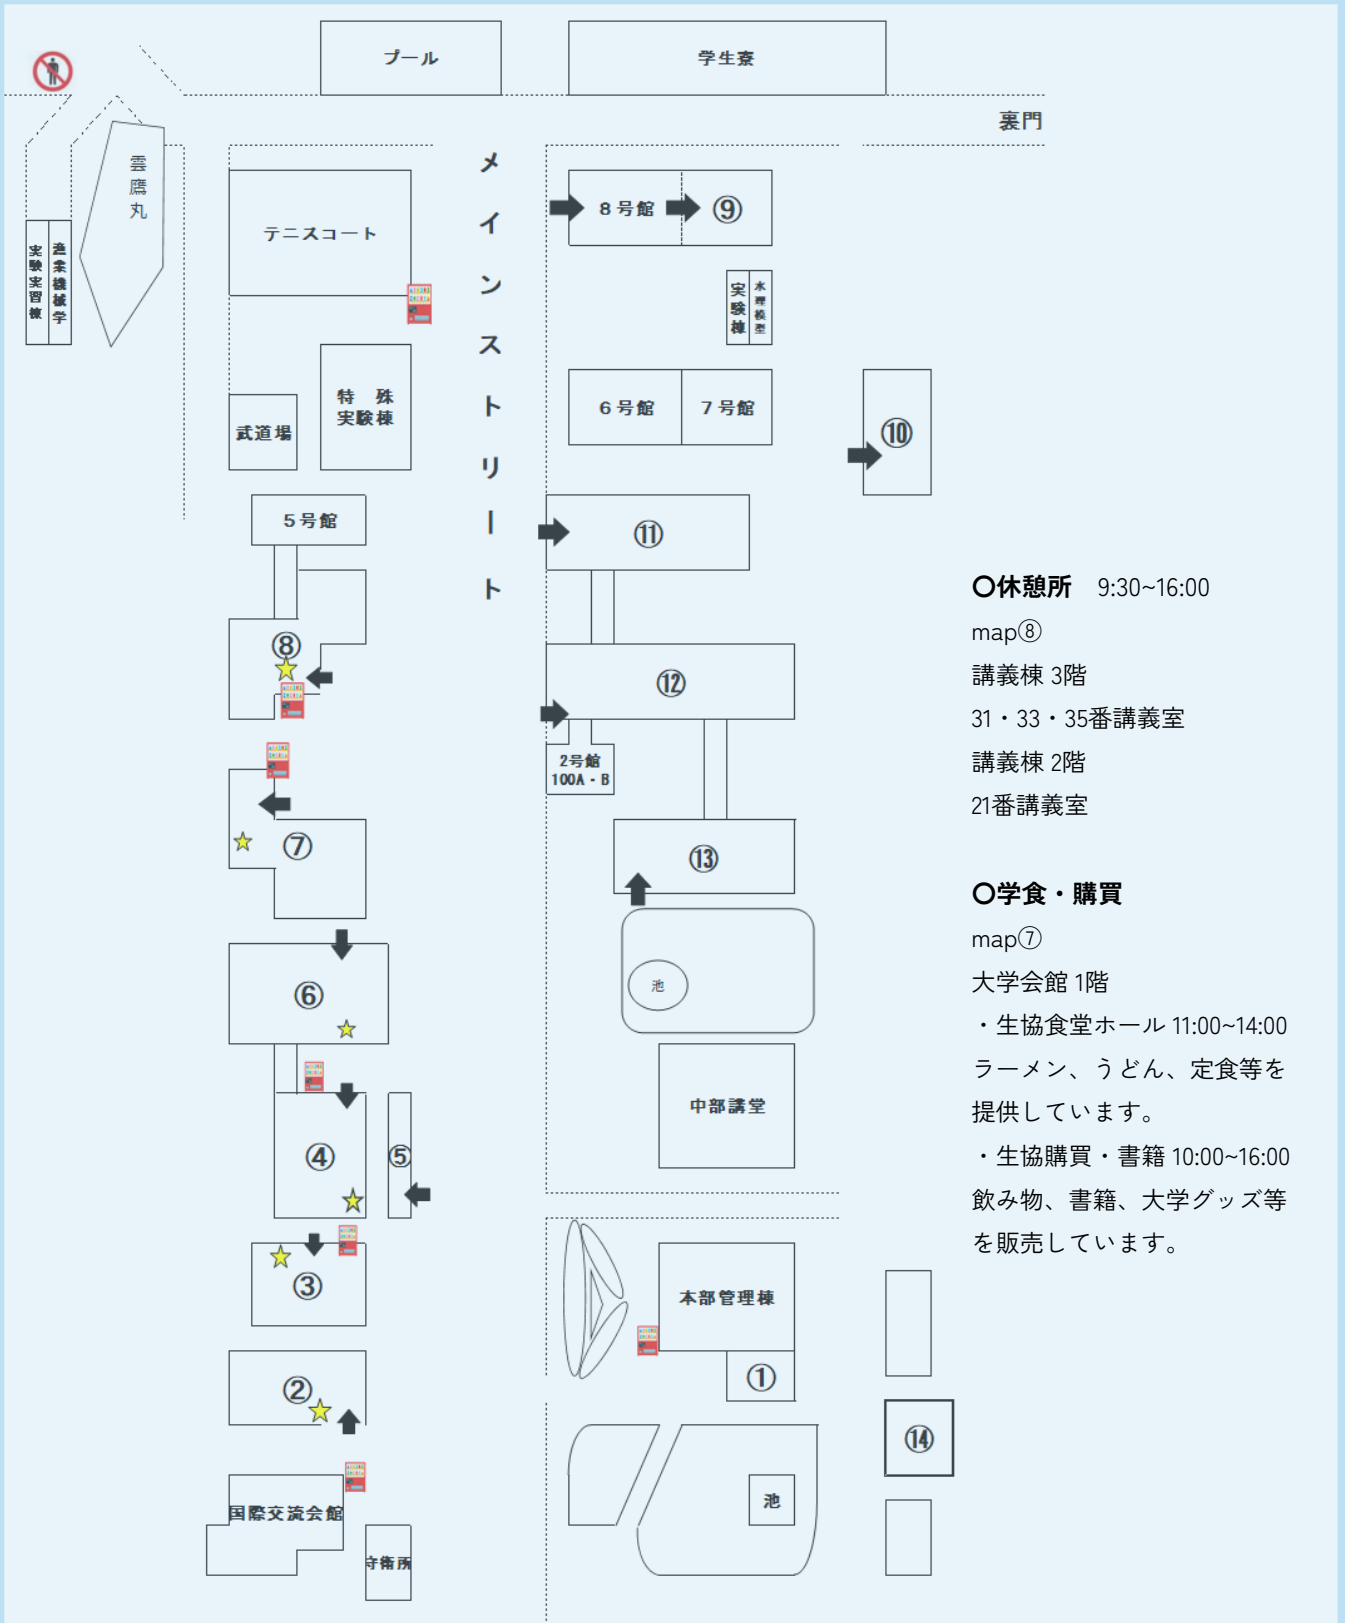 プール
学生寮
裏門
雲鷹丸
メインストリート
8号館
⑨
テニスコート
実験実習棟
漁業機械学
実験棟
水理模型
特 殊
実験棟
武道場
6号館
7号館
⑩
5号館
⑪
⑧
⑫
2号館
100A・B
⑦
⑬
⑥
池
中部講堂
④
⑤
③
本部管理棟
①
②
⑭
国際交流会館
池
守衛所
〇休憩所 9:30~16:00
map⑧
講義棟 3階
31・33・35番講義室
講義棟 2階
21番講義室
〇学食・購買
map⑦
大学会館 1階
・生協食堂ホール 11:00~14:00
ラーメン、うどん、定食等を
提供しています。
・生協購買・書籍 10:00~16:00
飲み物、書籍、大学グッズ等
を販売しています。